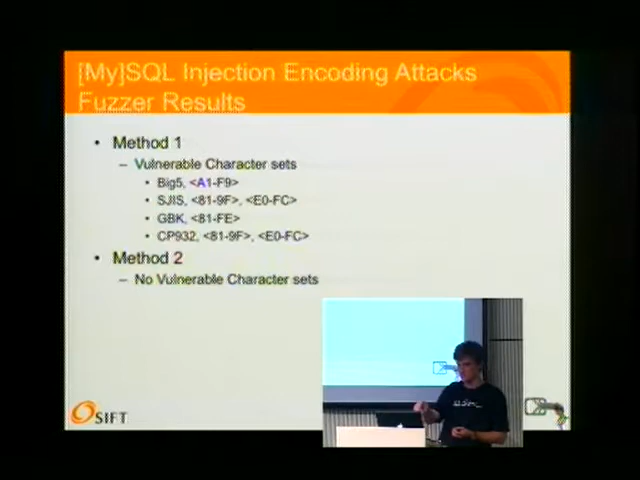 [My]SQL Injection Encoding Attacks
Fuzzer Results
• Method 1
– Vulnerable Character sets
• Big5, <A1-F9>
• SJIS, <81-9F>, <E0-FC>
• GBK, <81-FE>
• CP932, <81-9F>, <E0-FC>
• Method 2
– No Vulnerable Character sets
SIFT